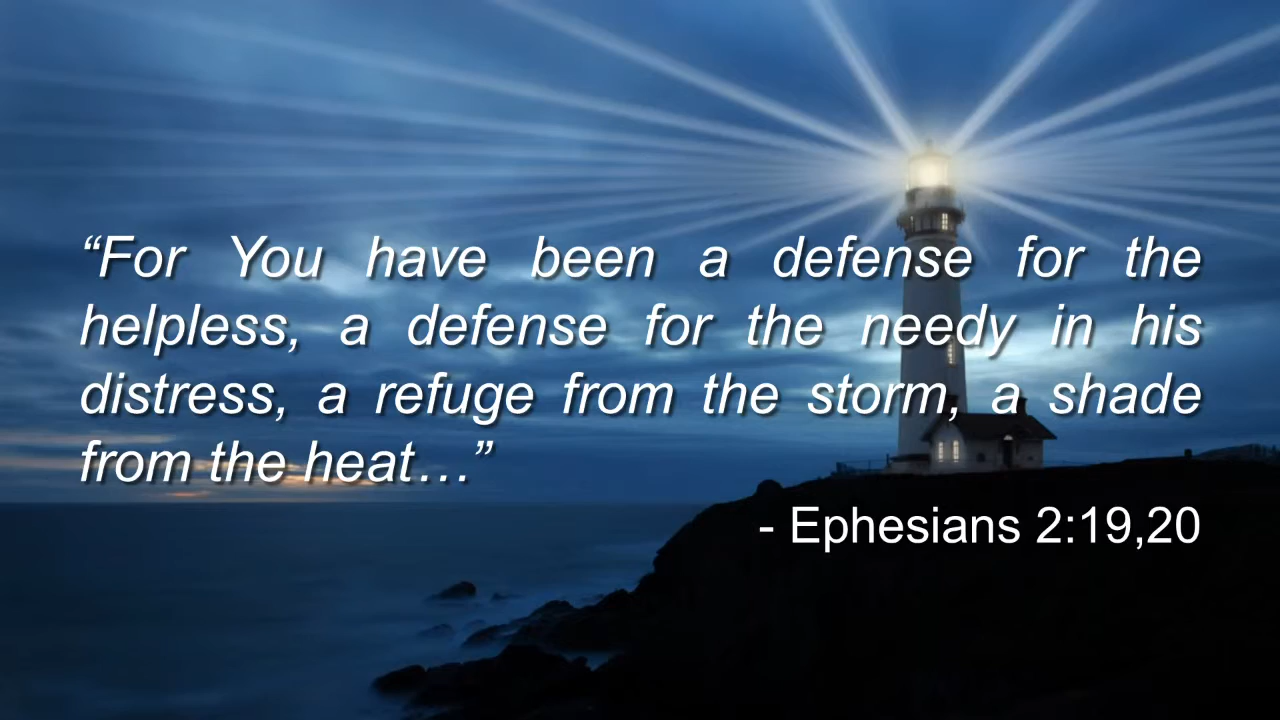 “For You have been a defense for the
helpless, a defense for the needy in his
distress, a refuge from the storm, a shade
from the heat…”
- Ephesians 2:19,20